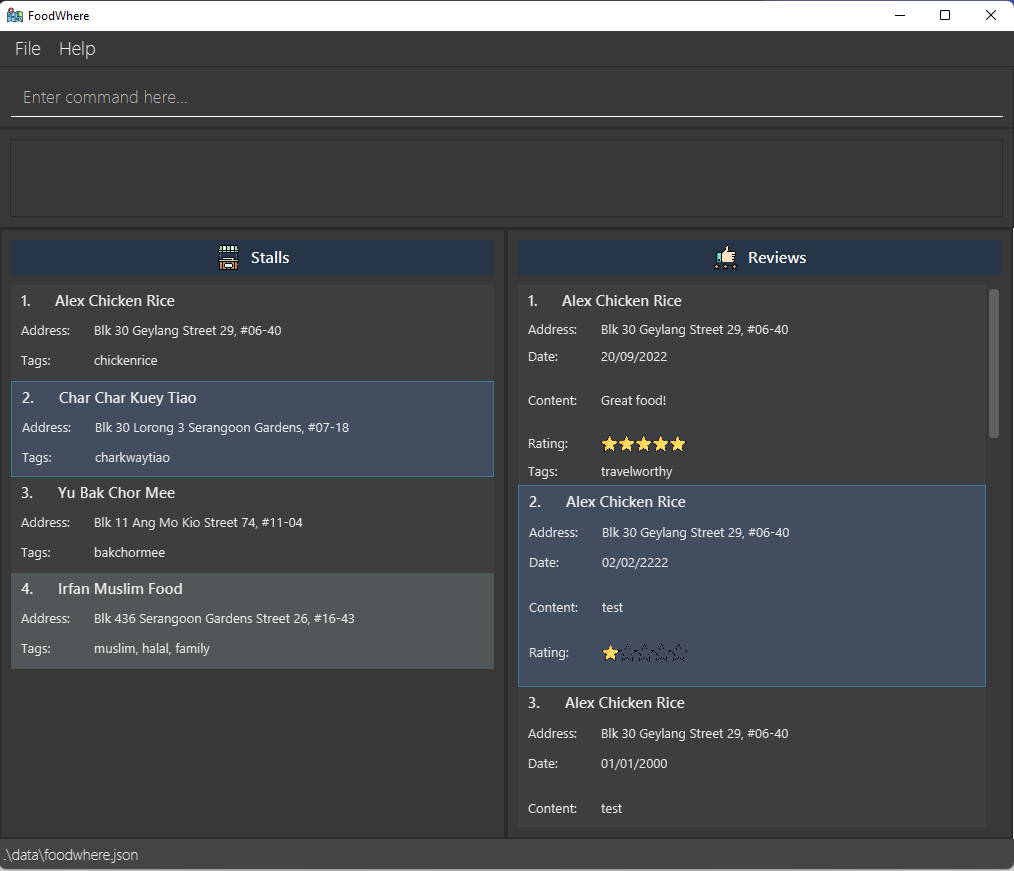 FoodWhere
File Help
Enter command here...
Stalls
1. Alex Chicken Rice
Address: Blk 30 Geylang Street 29, #06-40
Tags: chickenrice
2. Char Char Kuey Tiao
Address: Blk 30 Lorong 3 Serangoon Gardens, #07-18
Tags: charkwaytiao
3. Yu Bak Chor Mee
Address: Blk 11 Ang Mo Kio Street 74, #11-04
Tags: bakchormee
4. Irfan Muslim Food
Address: Blk 436 Serangoon Gardens Street 26, #16-43
Tags: muslim, halal, family
Reviews
1. Alex Chicken Rice
Address: Blk 30 Geylang Street 29, #06-40
Date: 20/09/2022
Content: Great food!
Rating:
Tags: travelworthy
2. Alex Chicken Rice
Address: Blk 30 Geylang Street 29, #06-40
Date: 02/02/2222
Content: test
Rating:
3. Alex Chicken Rice
Address: Blk 30 Geylang Street 29, #06-40
Date: 01/01/2000
Content: test
.\data\foodwhere.json